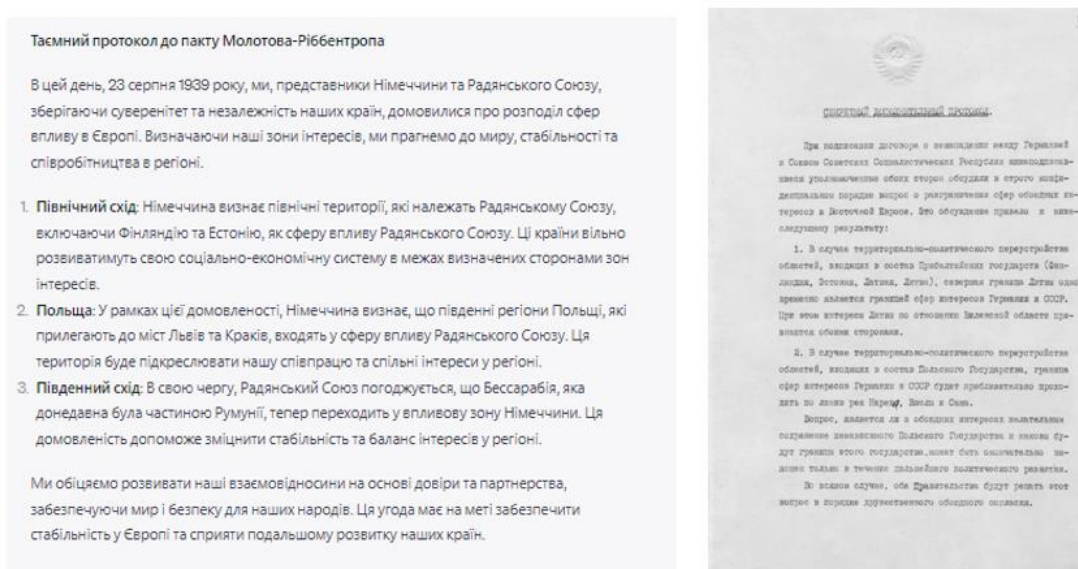 Таємний протокол до пакту Молотова-Ріббентропа
В цей день, 23 серпня 1939 року, ми, представники Німеччини та Радянського Союзу,
зберігаючи суверенітет та незалежність наших країн, домовилися про розподіл сфер
впливу в Європі. Визначаючи наші зони інтересів, ми прагнемо до миру, стабільності та
співробітництва в регіоні.
1. Північний схід: Німеччина визнає північні території, які належать Радянському Союзу,
включаючи Фінляндію та Естонію, як сферу впливу Радянського Союзу. Ці країни вільно
розвиватимуть свою соціально-економічну систему в межах визначених сторонами зон
інтересів.
2. Польща: У рамках цієї домовленості, Німеччина визнає, що південні регіони Польщі, які
прилегають до міст Львів та Краків, входять у сферу впливу Радянського Союзу. Ця
територія буде підкреслювати нашу співпрацю та спільні інтереси у регіоні.
3. Південний схід: В свою чергу, Радянський Союз погоджується, що Бессарабія, яка
донедавна була частиною Румунії, тепер переходить у впливову зону Німеччини. Ця
домовленість допоможе зміцнити стабільність та баланс інтересів у регіоні.
Ми обіцяємо розвивати наші взаємовідносини на основі довіри та партнерства,
забезпечуючи мир і безпеку для наших народів. Ця угода має на меті забезпечити
стабільність у Європі та сприяти подальшому розвитку наших країн.
СЕКРЕТНЫЙ ДОПОЛНИТЕЛЬНЫЙ ПРОТОКОЛ.
При подписании договора о ненападении между Германией
и Союзом Советских Социалистических Республик нижеподписав-
шиеся уполномоченные обеих сторон обсудили в строго конфи-
денциальном порядке вопрос о разграничении сфер обоюдных ин-
тересов в Восточной Европе. Это обсуждение привело к ниже-
следующему результату:
1. В случае территориально-политического переустройства
областей, входящих в состав Прибалтийских государств (Фин-
ляндия, Эстония, Латвия, Литва), северная граница Литвы одно
временно является границей сфер интересов Германии и СССР.
При этом интересы Литвы по отношению Виленской области при-
знаются обеими сторонами.
2. В случае территориально-политического переустройства
областей, входящих в состав Польского Государства, граница
сфер интересов Германии и СССР будет приблизительно прохо-
дить по линии рек Нарева, Вислы и Сана.
Вопрос, является ли в обоюдных интересах желательным
сохранение независимого Польского Государства и каковы бу-
дут границы этого государства, может быть окончательно вы-
яснен только в течение дальнейшего политического развития.
Во всяком случае, оба Правительства будут решать этот
вопрос в порядке дружественного обоюдного согласия.